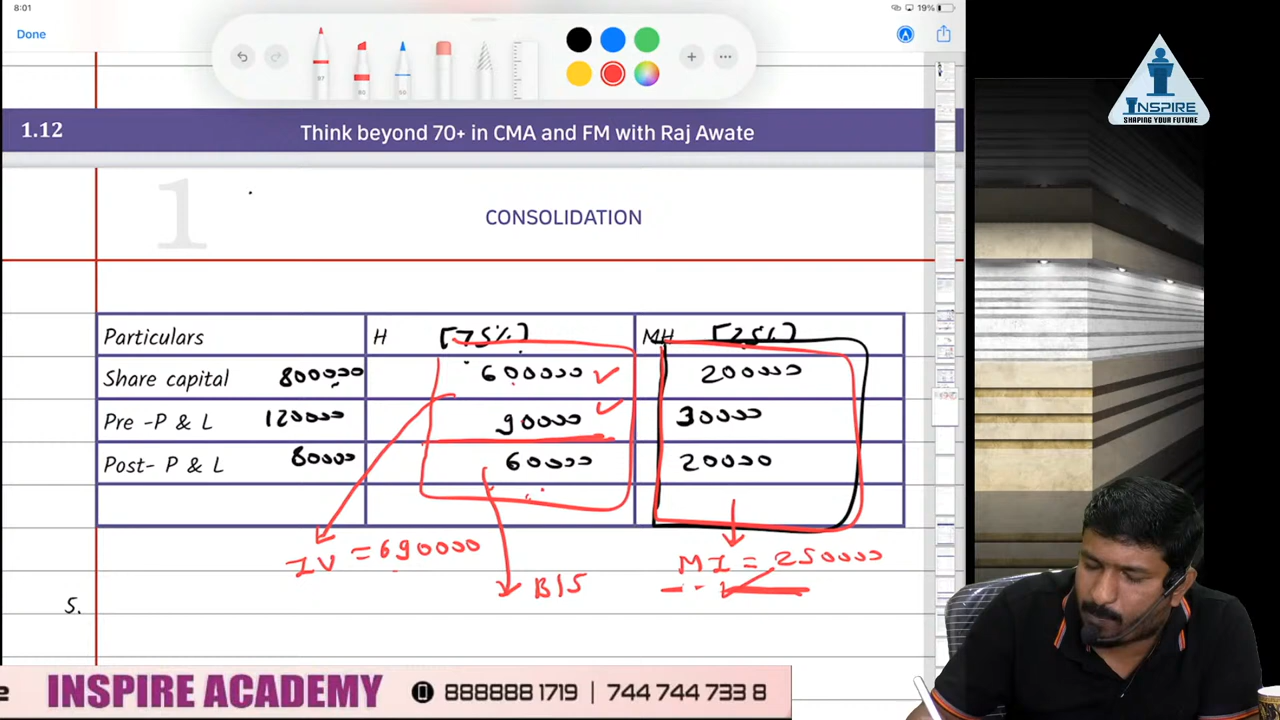 8:01
19%
Done
INSPIRE
SHAPING YOUR FUTURE
1.12
Think beyond 70+ in CMA and FM with Raj Awate
1
CONSOLIDATION
Particulars H [75%] MH [25%]
Share capital 800000 600000 200000
Pre -P & L 120000 90000 30000
Post- P & L 80000 60000 20000
IV = 690000
B/S
MI = 250000
5.
INSPIRE ACADEMY 888888 1719 | 744 744 733 8